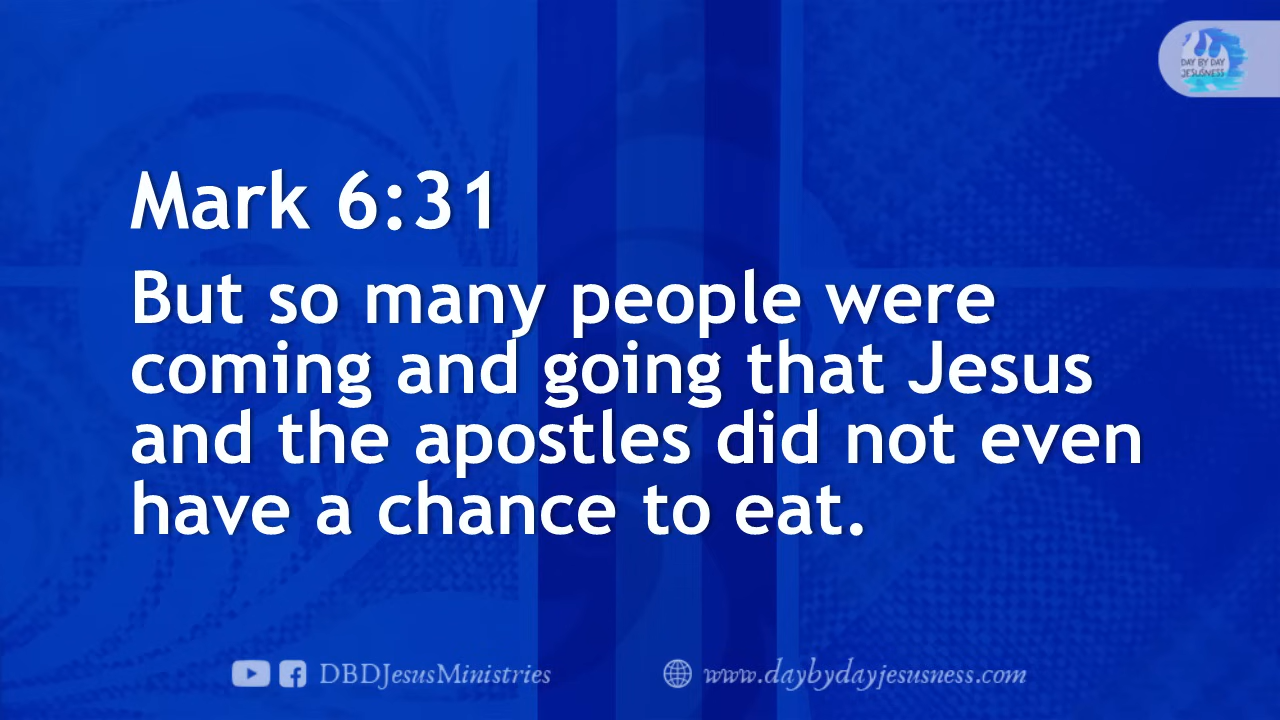 DAY BY DAY
JESUSNESS
Mark 6:31
But so many people were
coming and going that Jesus
and the apostles did not even
have a chance to eat.
DBDJesusMinistries
www.daybydayjesusness.com